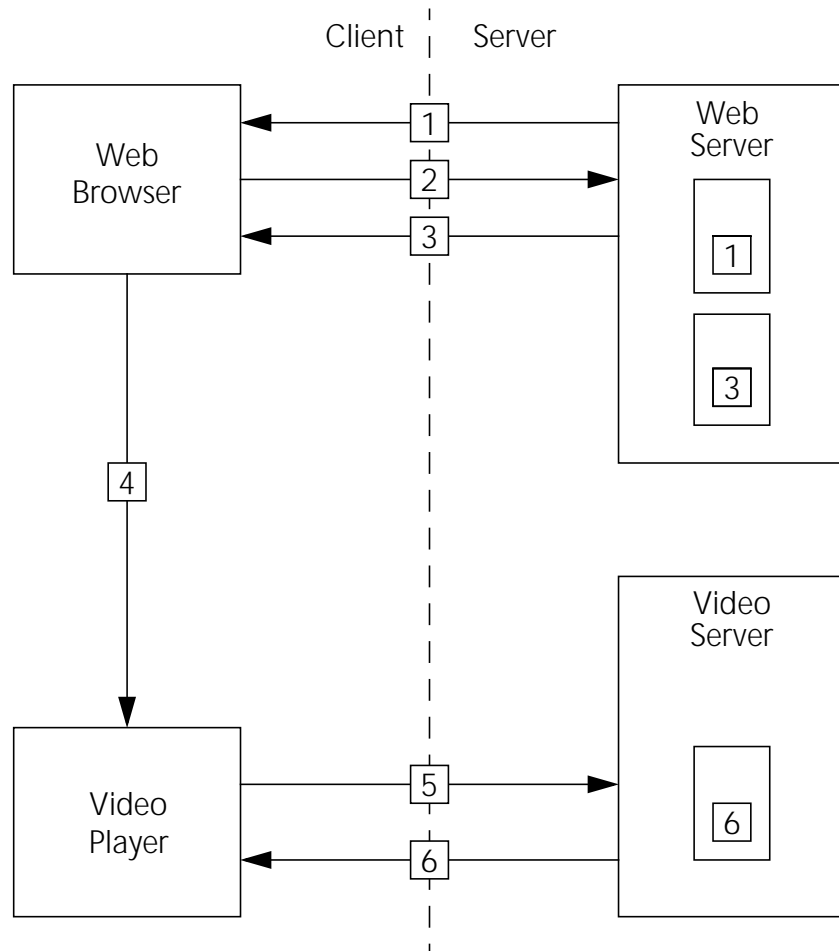 Client
Server
Web
Browser
1
2
3
Web
Server
1
3
4
Video
Player
5
6
Video
Server
6